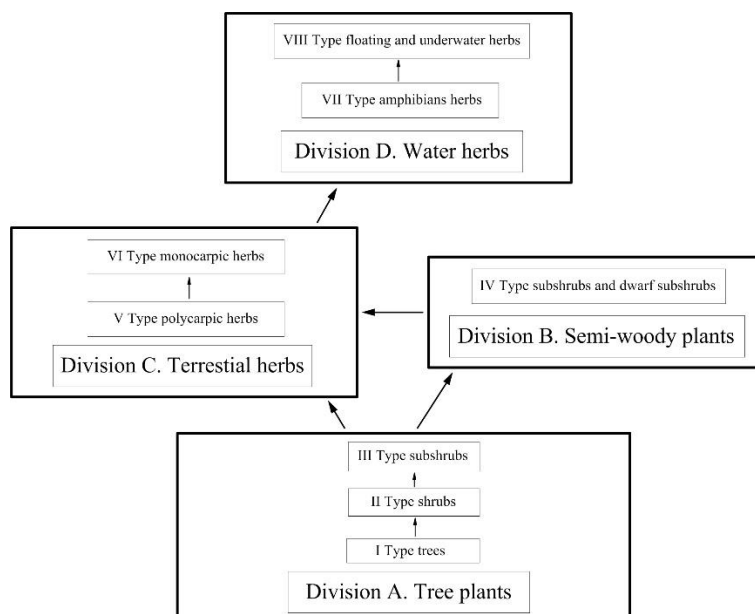 VIII Type floating and underwater herbs
VII Type amphibians herbs
Division D. Water herbs
VI Type monocarpic herbs
V Type polycarpic herbs
Division C. Terrestial herbs
IV Type subshrubs and dwarf subshrubs
Division B. Semi-woody plants
III Type subshrubs
II Type shrubs
I Type trees
Division A. Tree plants